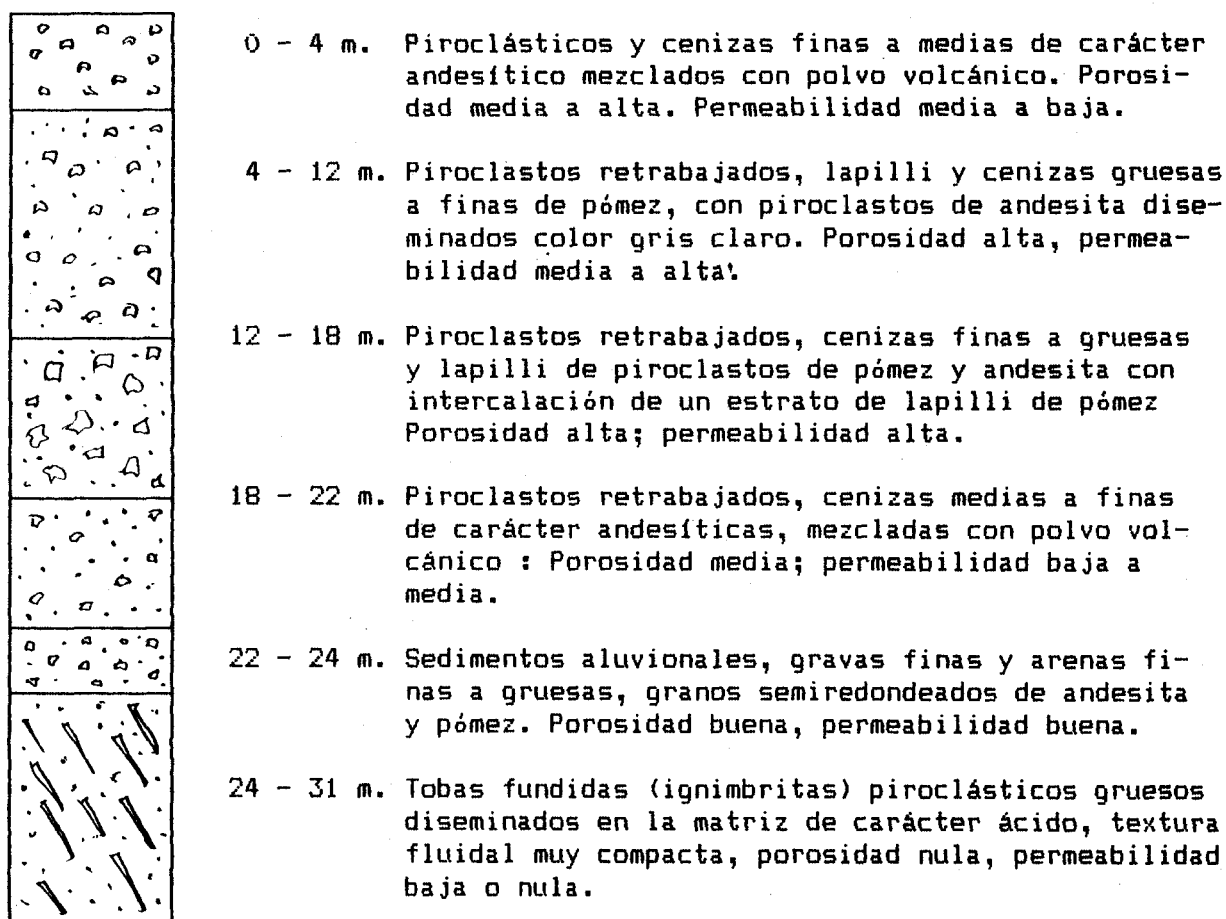 0 - 4 m. Piroclásticos y cenizas finas a medias de carácter
andesítico mezclados con polvo volcánico. Porosi-
dad media a alta. Permeabilidad media a baja.
4 - 12 m. Piroclastos retrabajados, lapilli y cenizas gruesas
a finas de pómez, con piroclastos de andesita dise-
minados color gris claro. Porosidad alta, permea-
bilidad media a alta.
12 - 18 m. Piroclastos retrabajados, cenizas finas a gruesas
y lapilli de piroclastos de pómez y andesita con
intercalación de un estrato de lapilli de pómez
Porosidad alta; permeabilidad alta.
18 - 22 m. Piroclastos retrabajados, cenizas medias a finas
de carácter andesíticas, mezcladas con polvo vol-
cánico : Porosidad media; permeabilidad baja a
media.
22 - 24 m. Sedimentos aluvionales, gravas finas y arenas fi-
nas a gruesas, granos semiredondeados de andesita
y pómez. Porosidad buena, permeabilidad buena.
24 - 31 m. Tobas fundidas (ignimbritas) piroclásticos gruesos
diseminados en la matriz de carácter ácido, textura
fluidal muy compacta, porosidad nula, permeabilidad
baja o nula.